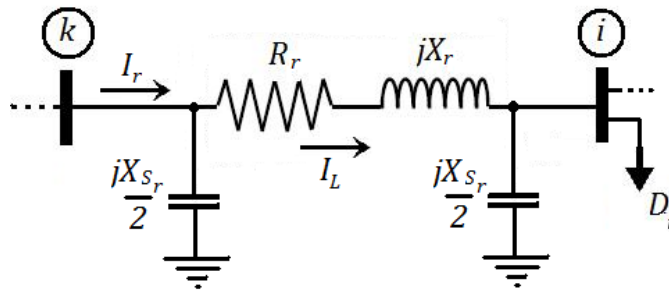 k
i
I_r
R_r
jX_r
I_L
jX_{S_r}
2
jX_{S_r}
2
D_i